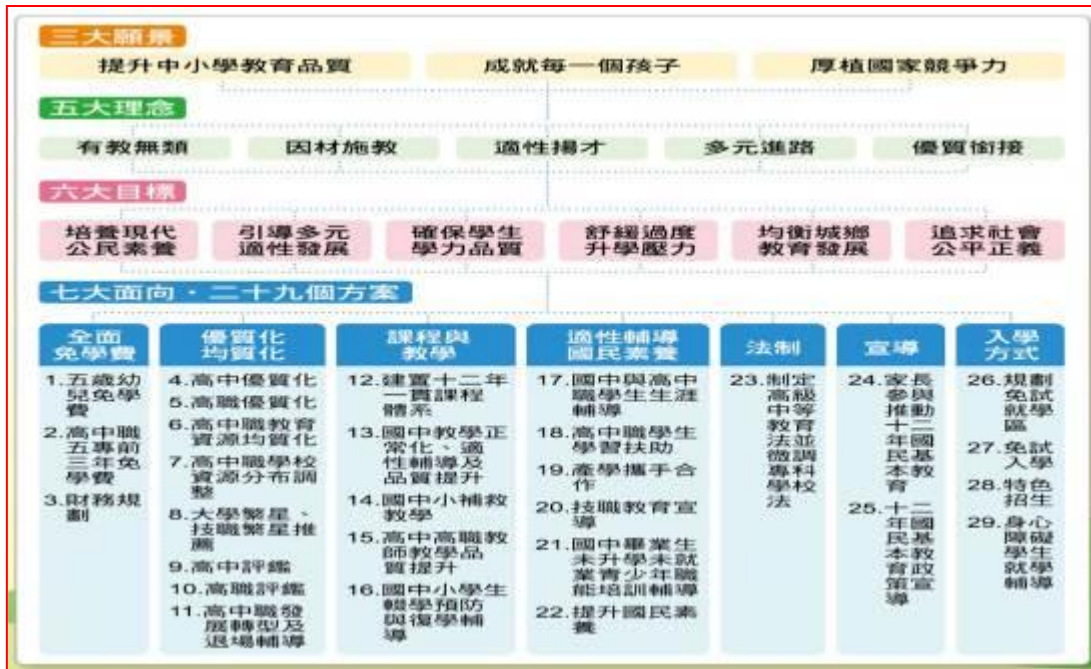 三大願景
提升中小學教育品質 成就每一個孩子 厚植國家競爭力
五大理念
有教無類 因材施教 適性揚才 多元進路 優質銜接
六大目標
培養現代 引導多元 確保學生 舒緩過度 均衡城鄉 追求社會
公民素養 適性發展 學力品質 升學壓力 教育發展 公平正義
七大面向・二十九個方案
全面
免學費
1.五歲幼
兒免學
費
2.高中職
五專前
三年免
學費
3.財務規
劃
優質化
均質化
4.高中優質化
5.高職優質化
6.高中職教育
資源均質化
7.高中職學校
資源分布調
整
8.大學繁星、
技職繁星推
薦
9.高中評鑑
10.高職評鑑
11.高中職發
展轉型及
退場輔導
課程與
教學
12.建置十二年
一貫課程
體系
13.國中教學正
常化、適
性輔導及
品質提升
14.國中小補救
教學
15.高中高職教
師教學品
質提升
16.國中小學生
輟學預防
與復學輔
導
適性輔導
國民素養
17.國中與高中
職學生生涯
輔導
18.高中職學生
學習扶助
19.產學攜手合
作
20.技職教育宣
導
21.國中畢業生
未升學未就
業青少年職
能培訓輔導
22.提升國民素
養
法制
23.制定
高級
中等
教育
法並
微調
專科
學校
法
宣導
24.家長
參與
推動
十二
年國
民基
本教
育
25.十二
年國
民基
本教
育政
策宣
導
入學
方式
26.規劃
免試
就學
區
27.免試
入學
28.特色
招生
29.身心
障礙
學生
就學
輔導